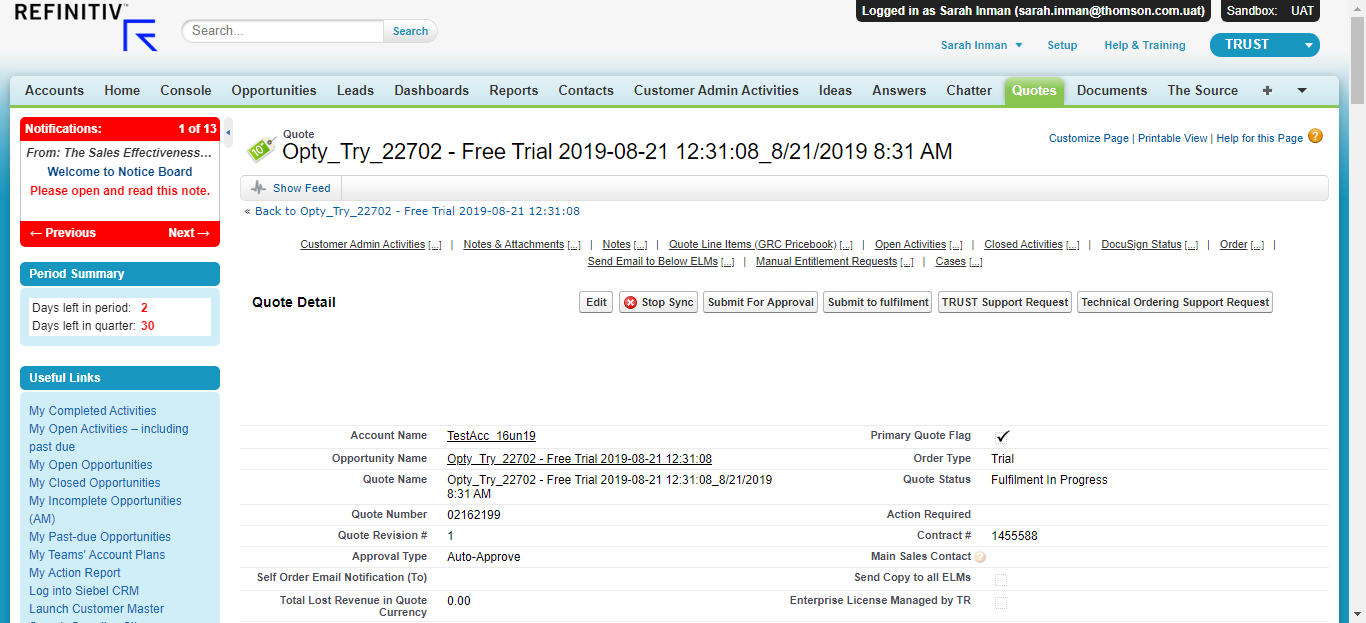 REFINITIV™
Search...
Search
Logged in as Sarah Inman (sarah.inman@thomson.com.uat)
Sandbox: UAT
Sarah Inman
Setup
Help & Training
TRUST
Accounts Home Console Opportunities Leads Dashboards Reports Contacts Customer Admin Activities Ideas Answers Chatter Quotes Documents The Source +
Notifications: 1 of 13
From: The Sales Effectiveness...
Welcome to Notice Board
Please open and read this note.
← Previous Next →
Period Summary
Days left in period: 2
Days left in quarter: 30
Useful Links
My Completed Activities
My Open Activities – including
past due
My Open Opportunities
My Closed Opportunities
My Incomplete Opportunities
(AM)
My Past-due Opportunities
My Teams' Account Plans
My Action Report
Log into Siebel CRM
Launch Customer Master
Quote
Opty_Try_22702 - Free Trial 2019-08-21 12:31:08_8/21/2019 8:31 AM
Customize Page | Printable View | Help for this Page ?
Show Feed
« Back to Opty_Try_22702 - Free Trial 2019-08-21 12:31:08
Customer Admin Activities [...] | Notes & Attachments [...] | Notes [...] | Quote Line Items (GRC Pricebook) [...] | Open Activities [...] | Closed Activities [...] | DocuSign Status [...] | Order [...] |
Send Email to Below ELMs [...] | Manual Entitlement Requests [...] | Cases [...]
Quote Detail
Edit Stop Sync Submit For Approval Submit to fulfilment TRUST Support Request Technical Ordering Support Request
Account Name TestAcc_16un19 Primary Quote Flag
Opportunity Name Opty_Try_22702 - Free Trial 2019-08-21 12:31:08 Order Type Trial
Quote Name Opty_Try_22702 - Free Trial 2019-08-21 12:31:08_8/21/2019 Quote Status Fulfilment In Progress
8:31 AM
Quote Number 02162199 Action Required
Quote Revision # 1 Contract # 1455588
Approval Type Auto-Approve Main Sales Contact ?
Self Order Email Notification (To) Send Copy to all ELMs
Total Lost Revenue in Quote 0.00 Enterprise License Managed by TR
Currency